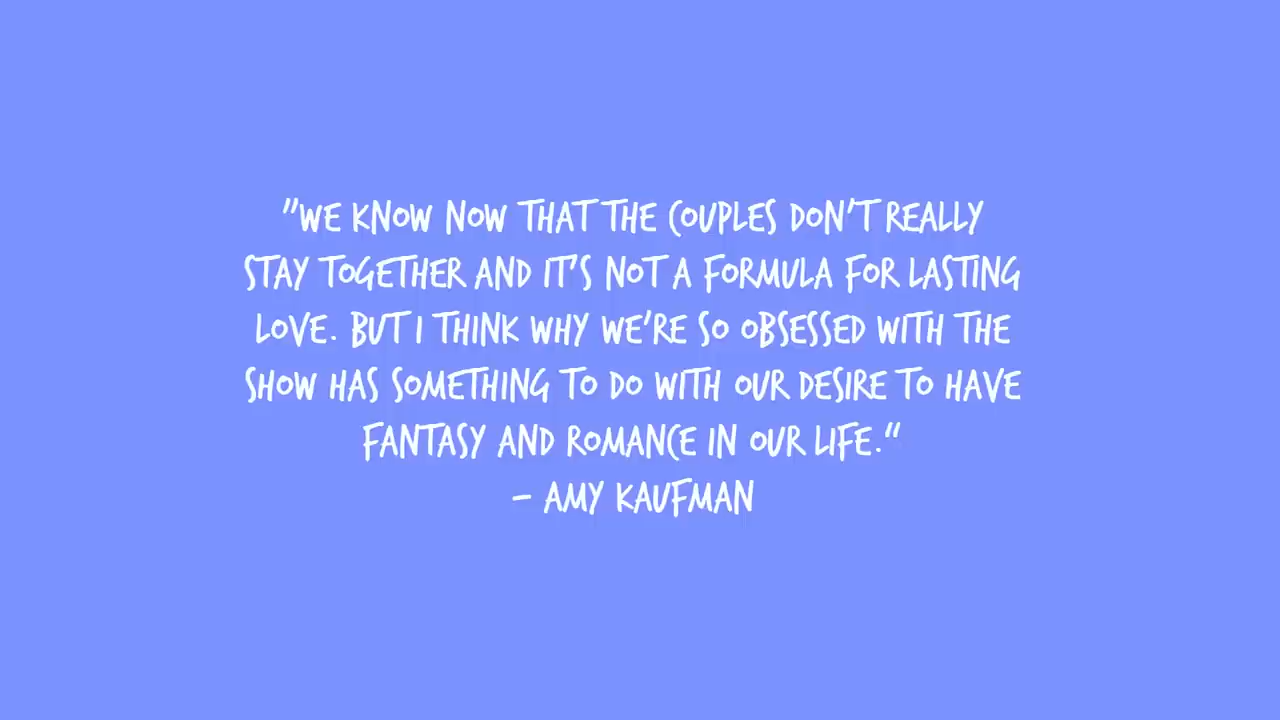 "WE KNOW NOW THAT THE COUPLES DON'T REALLY
STAY TOGETHER AND IT'S NOT A FORMULA FOR LASTING
LOVE. BUT I THINK WHY WE'RE SO OBSESSED WITH THE
SHOW HAS SOMETHING TO DO WITH OUR DESIRE TO HAVE
FANTASY AND ROMANCE IN OUR LIFE."
- AMY KAUFMAN